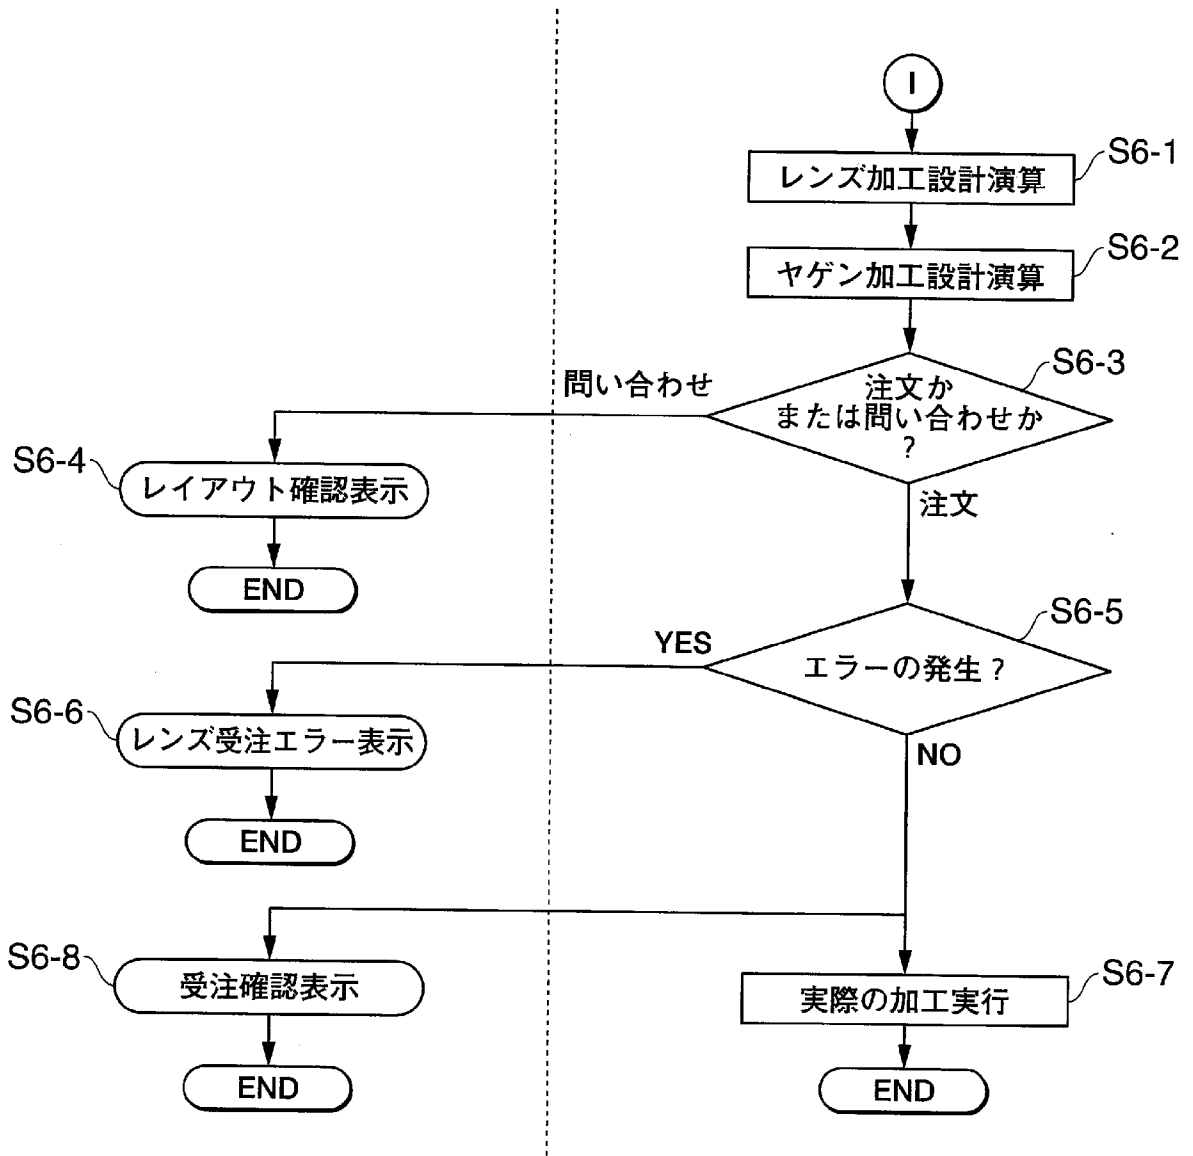 I
S6-1
レンズ加工設計演算
S6-2
ヤゲン加工設計演算
S6-3
注文か
または問い合わせか
?
問い合わせ
注文
S6-4
レイアウト確認表示
END
S6-5
エラーの発生?
YES
NO
S6-6
レンズ受注エラー表示
END
S6-8
受注確認表示
END
S6-7
実際の加工実行
END